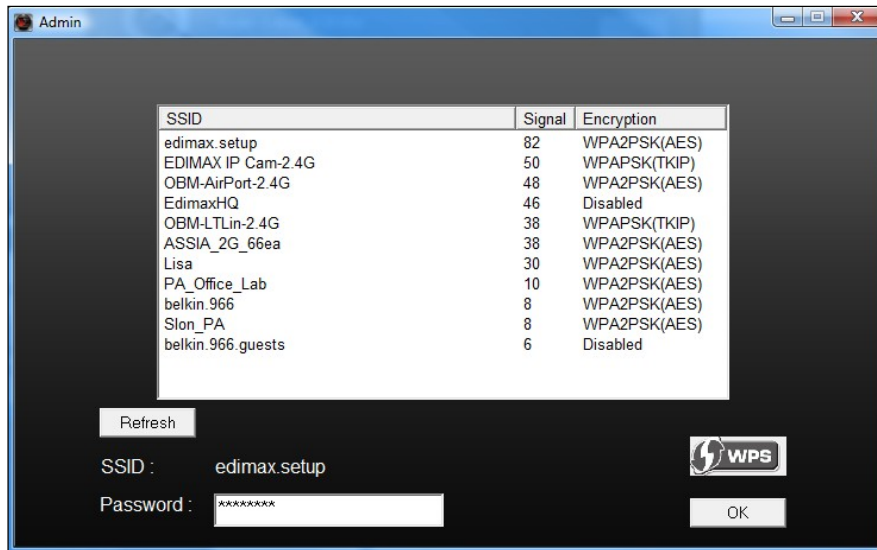 Admin
SSID Signal Encryption
edimax.setup 82 WPA2PSK(AES)
EDIMAX IP Cam-2.4G 50 WPAPSK(TKIP)
OBM-AirPort-2.4G 48 WPA2PSK(AES)
EdimaxHQ 46 Disabled
OBM-LTLin-2.4G 38 WPAPSK(TKIP)
ASSIA_2G_66ea 38 WPA2PSK(AES)
Lisa 30 WPA2PSK(AES)
PA_Office_Lab 10 WPA2PSK(AES)
belkin.966 8 WPA2PSK(AES)
Slon_PA 8 WPA2PSK(AES)
belkin.966.guests 6 Disabled
Refresh
SSID : edimax.setup
WPS
Password : ********
OK